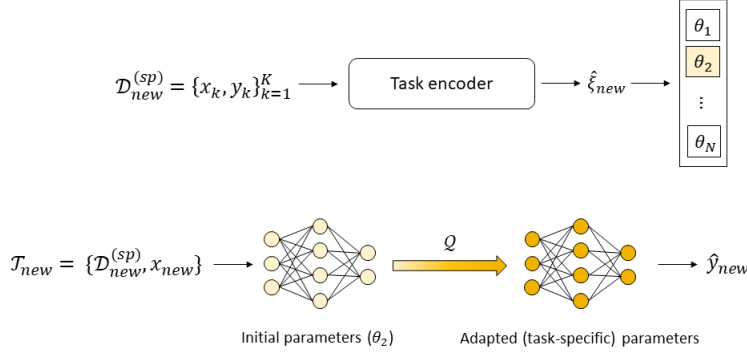 𝒟_new^(sp) = {x_k, y_k}_{k=1}^K
Task encoder
ξ̂_new
θ_1
θ_2
⋮
θ_N
𝒯_new = {𝒟_new^(sp), x_new}
Q
ŷ_new
Initial parameters (θ_2)
Adapted (task-specific) parameters